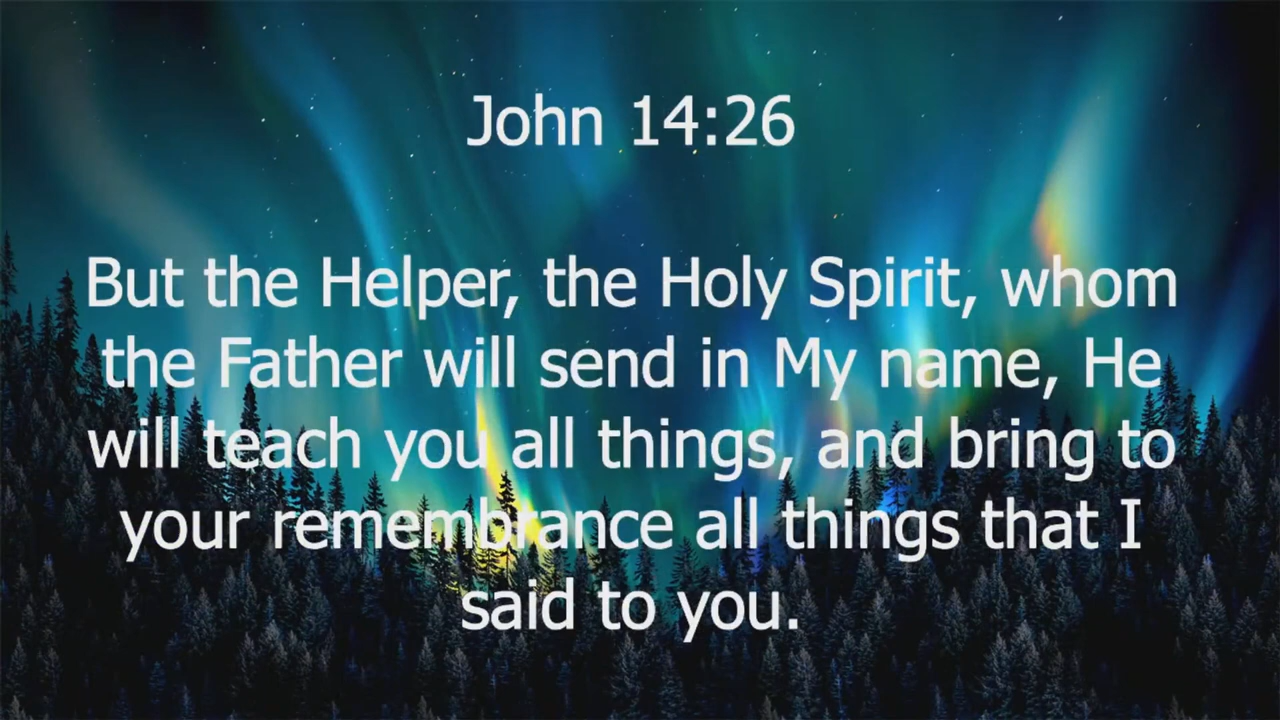 John 14:26
But the Helper, the Holy Spirit, whom
the Father will send in My name, He
will teach you all things, and bring to
your remembrance all things that I
said to you.